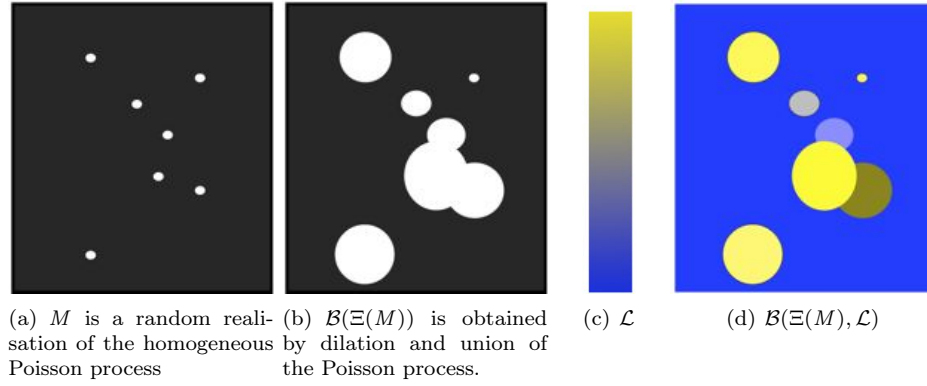 (a) M is a random reali-
sation of the homogeneous
Poisson process
(b) B(Ξ(M)) is obtained
by dilation and union of
the Poisson process.
(c) L
(d) B(Ξ(M), L)